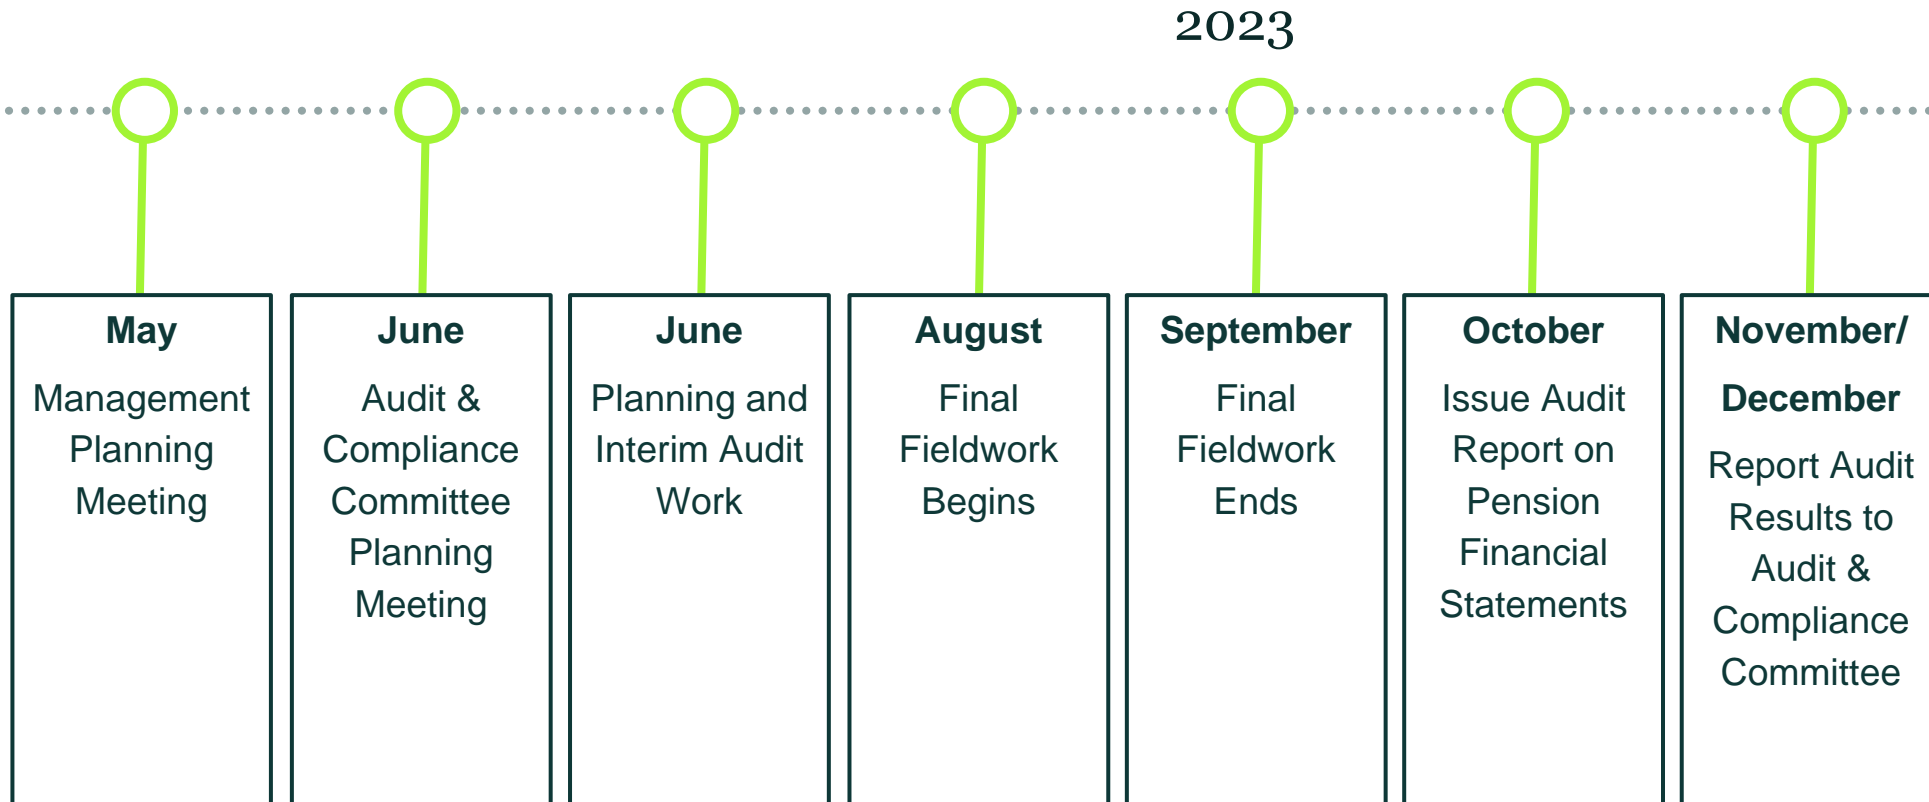 2023
May
Management
Planning
Meeting
June
Audit &
Compliance
Committee
Planning
Meeting
June
Planning and
Interim Audit
Work
August
Final
Fieldwork
Begins
September
Final
Fieldwork
Ends
October
Issue Audit
Report on
Pension
Financial
Statements
November/
December
Report Audit
Results to
Audit &
Compliance
Committee